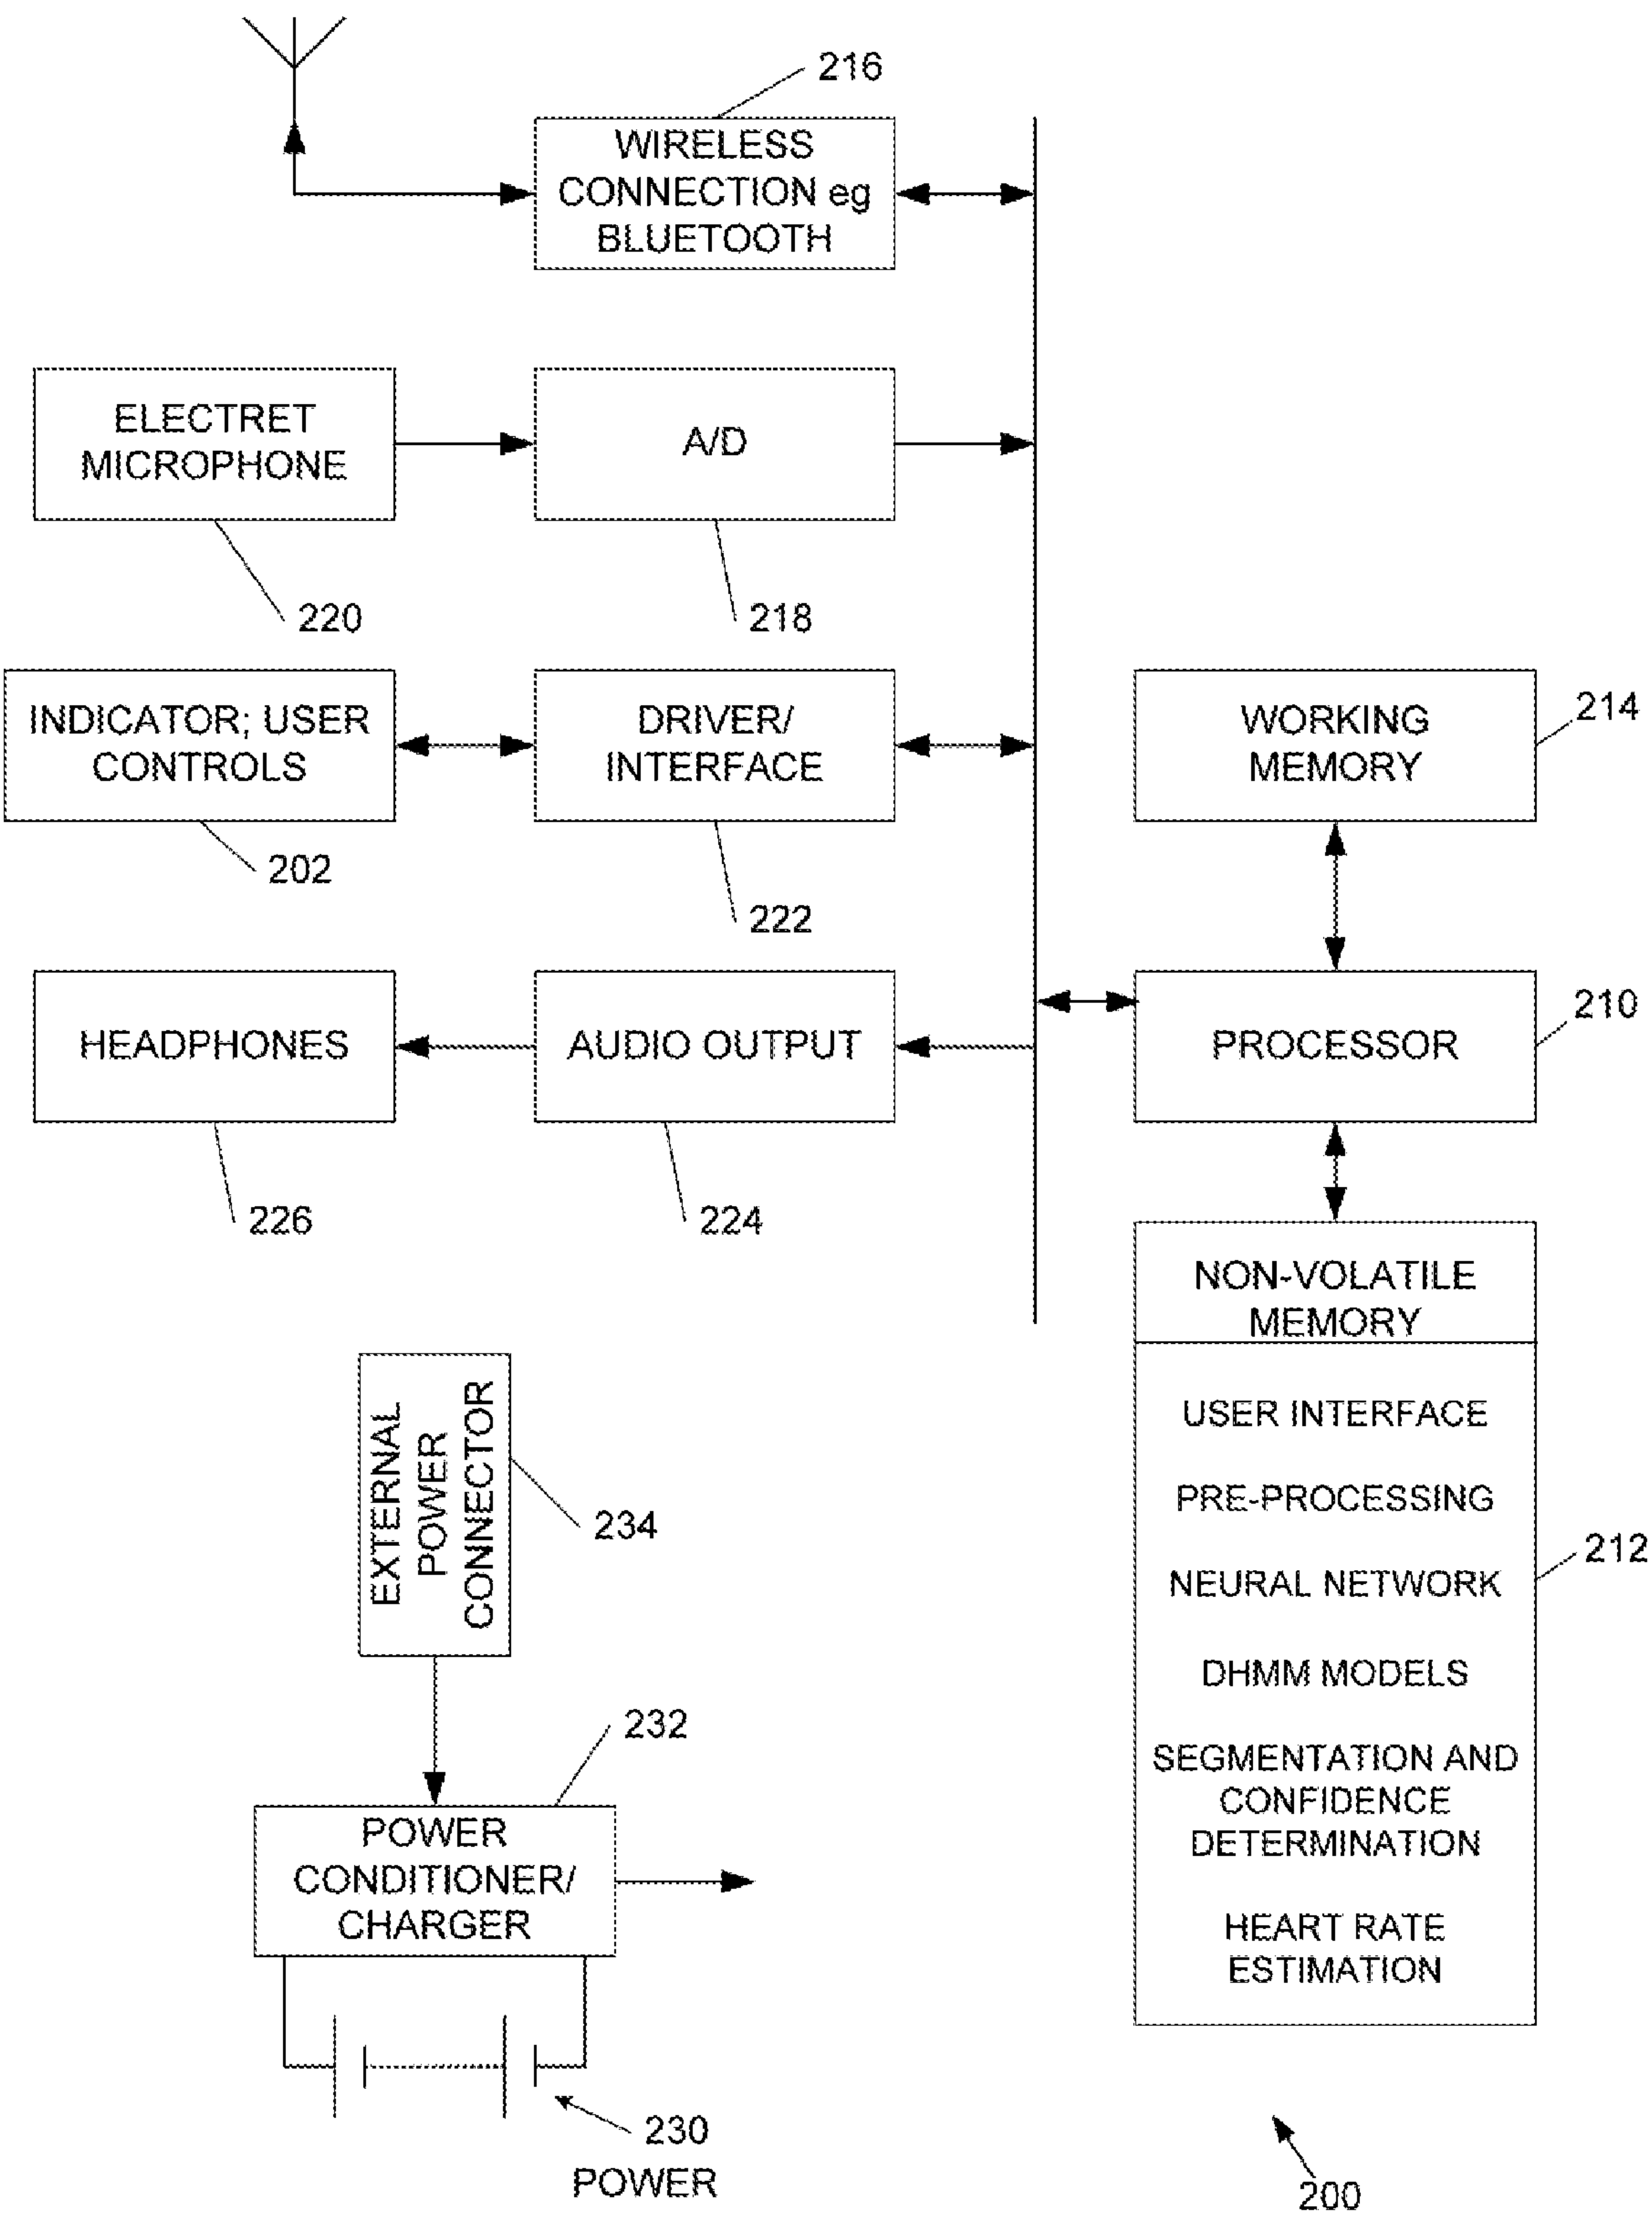 216
WIRELESS
CONNECTION eg
BLUETOOTH
ELECTRET
MICROPHONE
A/D
220
218
INDICATOR; USER
CONTROLS
DRIVER/
INTERFACE
WORKING
MEMORY
214
202
222
HEADPHONES
AUDIO OUTPUT
PROCESSOR
210
226
224
NON-VOLATILE
MEMORY
USER INTERFACE
PRE-PROCESSING
NEURAL NETWORK
DHMM MODELS
SEGMENTATION AND
CONFIDENCE
DETERMINATION
HEART RATE
ESTIMATION
212
EXTERNAL
POWER
CONNECTOR
234
232
POWER
CONDITIONER/
CHARGER
230
POWER
200